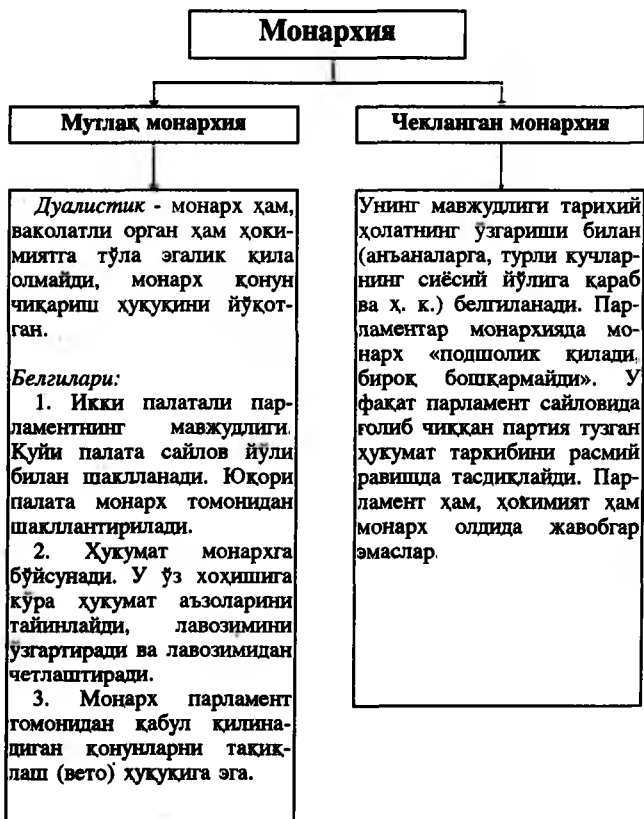 Монархия
Мутлақ монархия
Дуалистик - монарх ҳам,
ваколатли орган ҳам ҳоки-
миятга тўла эгалик қила
олмайди, монарх қонун
чиқариш ҳуқуқини йўқот-
ган.
Белгилари:
1. Икки палатали пар-
ламентнинг мавжудлиги.
Қуйи палата сайлов йўли
билан шаклланади. Юқори
палата монарх томонидан
шакллантирилади.
2. Ҳукумат монархга
бўйсунади. У ўз хоҳишига
кўра ҳукумат аъзоларини
тайинлайди, лавозимини
ўзгартиради ва лавозимидан
четлаштиради.
3. Монарх парламент
томонидан қабул қилина-
диган қонунларни тақиқ-
лаш (вето) ҳуқуқига эга.
Чекланган монархия
Унинг мавжудлиги тарихий
ҳолатнинг ўзгариши билан
(анъаналарга, турли кучлар-
нинг сиёсий йўлига қараб
ва ҳ. к.) белгиланади. Пар-
ламентар монархияда мо-
нарх «подшолик қилади,
бироқ бошқармайди». У
фақат парламент сайловида
ғолиб чиққан партия тузган
ҳукумат таркибини расмий
равишда тасдиқлайди. Пар-
ламент ҳам, ҳокимият ҳам
монарх олдида жавобгар
эмаслар.